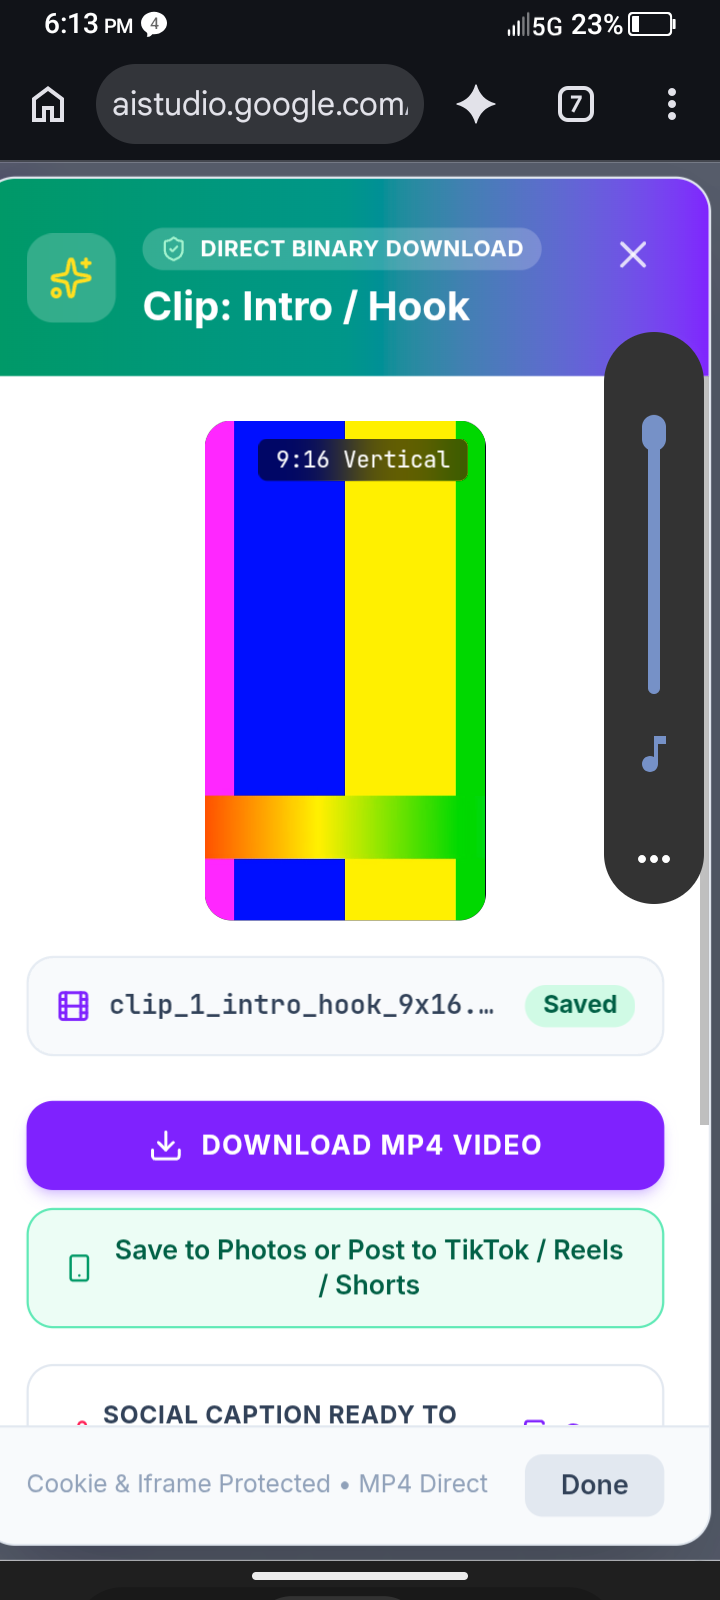 6:13 PM 4 5G 23%
aistudio.google.com/ 7
DIRECT BINARY DOWNLOAD
Clip: Intro / Hook
9:16 Vertical
clip_1_intro_hook_9x16.… Saved
DOWNLOAD MP4 VIDEO
Save to Photos or Post to TikTok / Reels
/ Shorts
SOCIAL CAPTION READY TO
Cookie & Iframe Protected • MP4 Direct Done